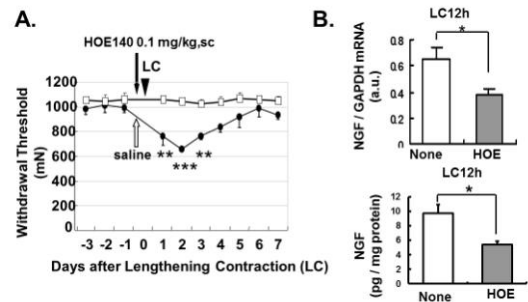 A.
HOE140 0.1 mg/kg,sc
LC
Withdrawal Threshold
(mN)
1200
1000
800
600
400
200
0
saline
**
***
**
-3 -2 -1 0 1 2 3 4 5 6 7
Days after Lengthening Contraction (LC)
B.
LC12h
*
NGF / GAPDH mRNA
(a.u.)
0.8
0.6
0.4
0.2
0
None HOE
LC12h
*
NGF
(pg / mg protein)
12
10
8
6
4
2
0
None HOE